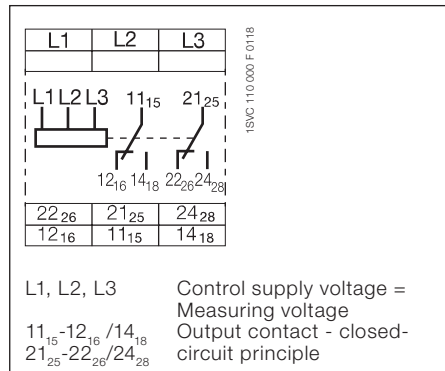 L1 L2 L3
1SVC 110 000 F 0118
L1 L2 L3 11₁₅ 21₂₅
12₁₆ 14₁₈ 22₂₆ 24₂₈
22₂₆ 21₂₅ 24₂₈
12₁₆ 11₁₅ 14₁₈
L1, L2, L3 Control supply voltage =
Measuring voltage
11₁₅-12₁₆ /14₁₈ Output contact - closed-
21₂₅-22₂₆/24₂₈ circuit principle